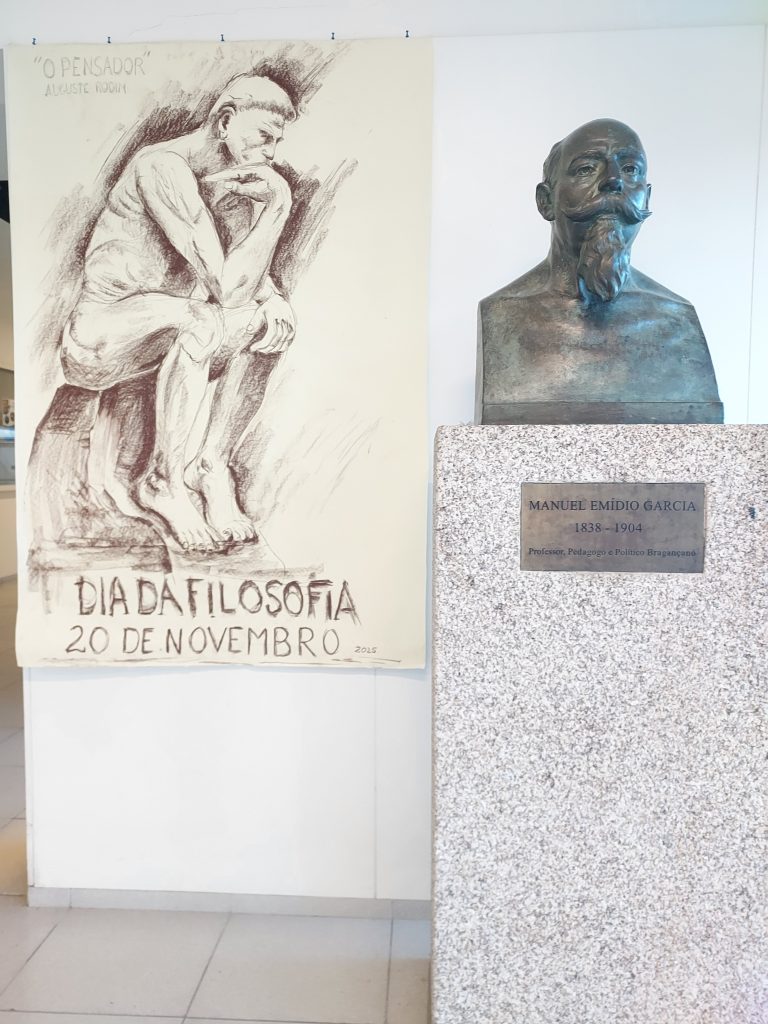 "O PENSADOR"
AUGUSTE RODIN
DIA DA FILOSOFIA
20 DE NOVEMBRO 2025
MANUEL EMÍDIO GARCIA
1838 - 1904
Professor, Pedagogo e Político Bragançano